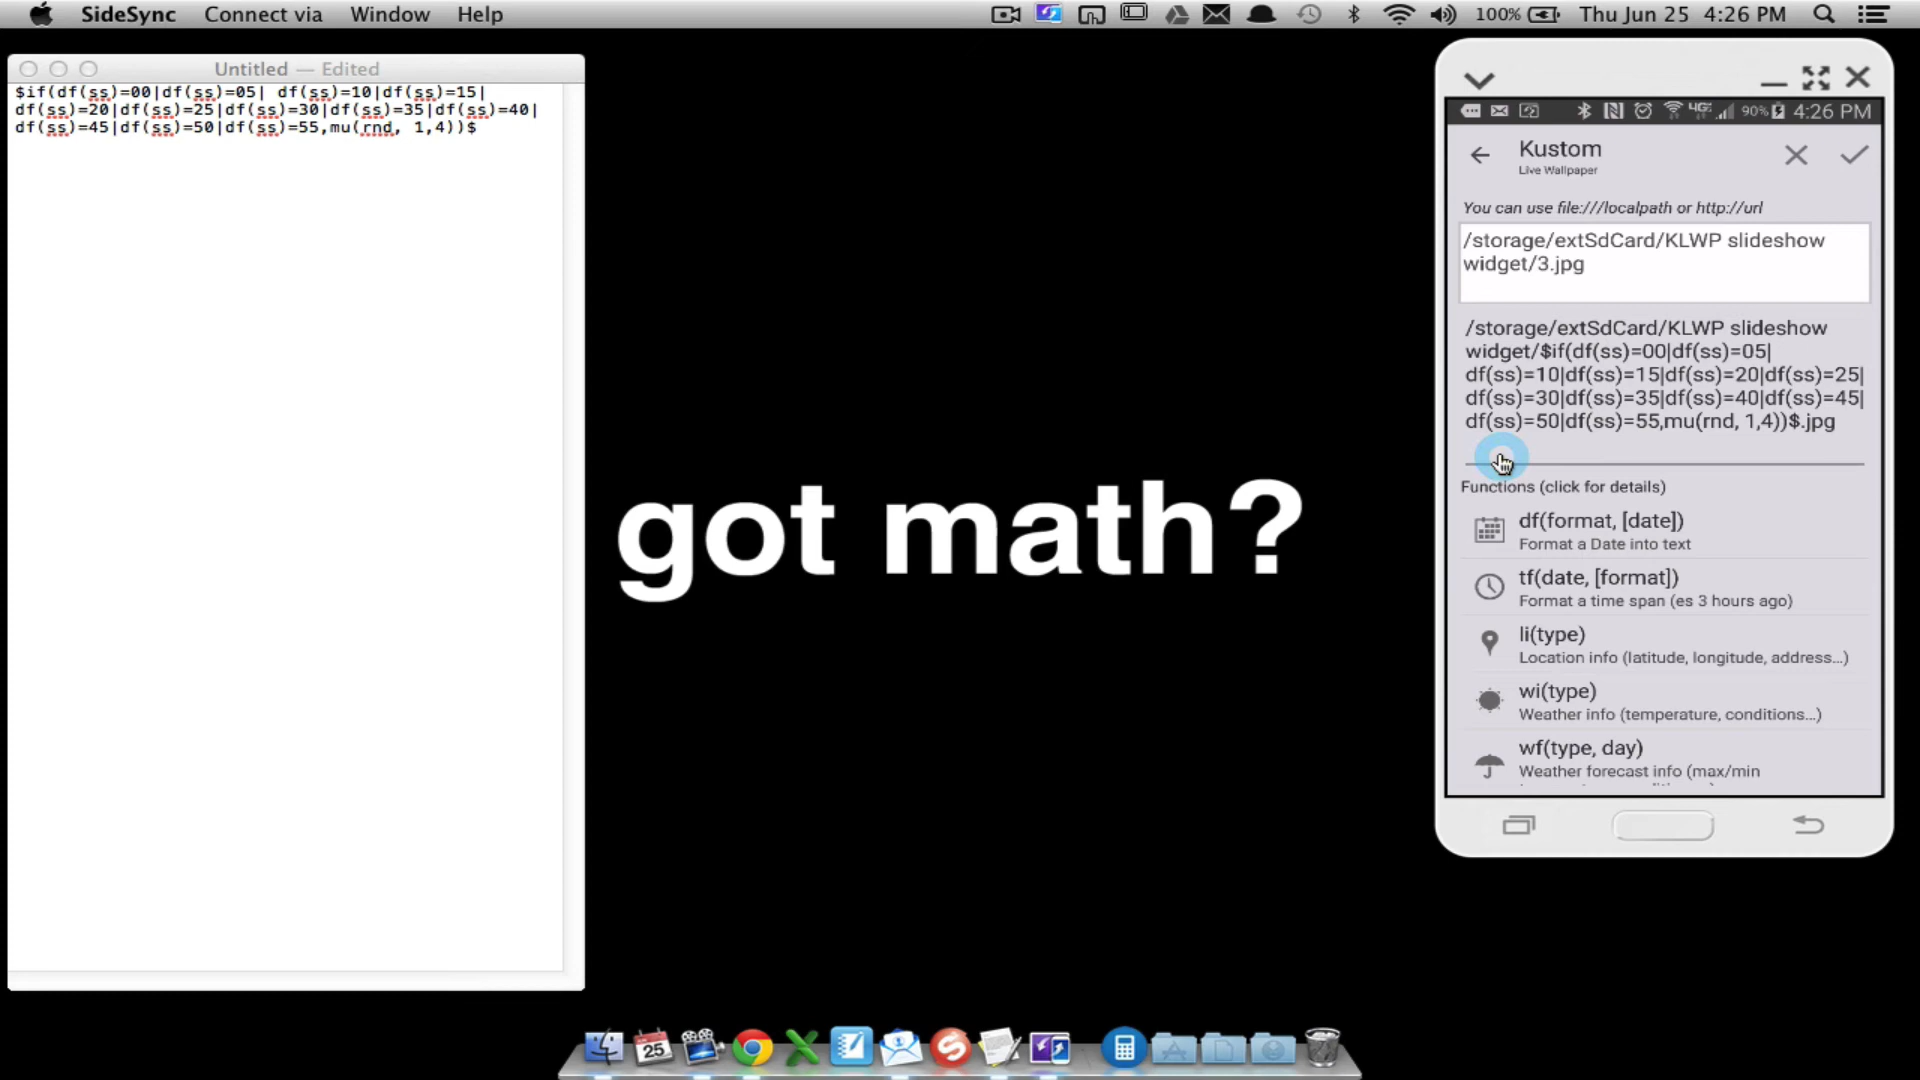 SideSync Connect via Window Help 100% Thu Jun 25 4:26 PM
Untitled — Edited
$if(df(ss)=00|df(ss)=05| df(ss)=10|df(ss)=15|
df(ss)=20|df(ss)=25|df(ss)=30|df(ss)=35|df(ss)=40|
df(ss)=45|df(ss)=50|df(ss)=55,mu(rnd, 1,4))$
got math?
4G 90% 4:26 PM
Kustom
Live Wallpaper
You can use file:///localpath or http://url
/storage/extSdCard/KLWP slideshow
widget/3.jpg
/storage/extSdCard/KLWP slideshow
widget/$if(df(ss)=00|df(ss)=05|
df(ss)=10|df(ss)=15|df(ss)=20|df(ss)=25|
df(ss)=30|df(ss)=35|df(ss)=40|df(ss)=45|
df(ss)=50|df(ss)=55,mu(rnd, 1,4))$.jpg
Functions (click for details)
df(format, [date])
Format a Date into text
tf(date, [format])
Format a time span (es 3 hours ago)
li(type)
Location info (latitude, longitude, address...)
wi(type)
Weather info (temperature, conditions...)
wf(type, day)
Weather forecast info (max/min
25